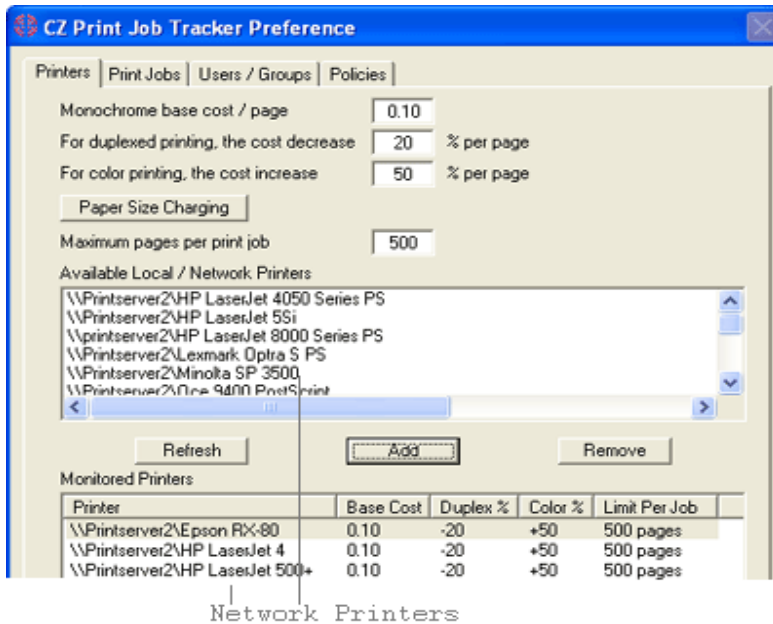 CZ Print Job Tracker Preference
Printers Print Jobs Users / Groups Policies
Monochrome base cost / page 0.10
For duplexed printing, the cost decrease 20 % per page
For color printing, the cost increase 50 % per page
Paper Size Charging
Maximum pages per print job 500
Available Local / Network Printers
\\Printserver2\HP LaserJet 4050 Series PS
\\Printserver2\HP LaserJet 5Si
\\printserver2\HP LaserJet 8000 Series PS
\\Printserver2\Lexmark Optra S PS
\\Printserver2\Minolta SP 3500
\\Printserver2\Oce 9400 PostScript
Refresh Add Remove
Monitored Printers
Printer Base Cost Duplex % Color % Limit Per Job
\\Printserver2\Epson RX-80 0.10 -20 +50 500 pages
\\Printserver2\HP LaserJet 4 0.10 -20 +50 500 pages
\\Printserver2\HP LaserJet 500+ 0.10 -20 +50 500 pages
Network Printers